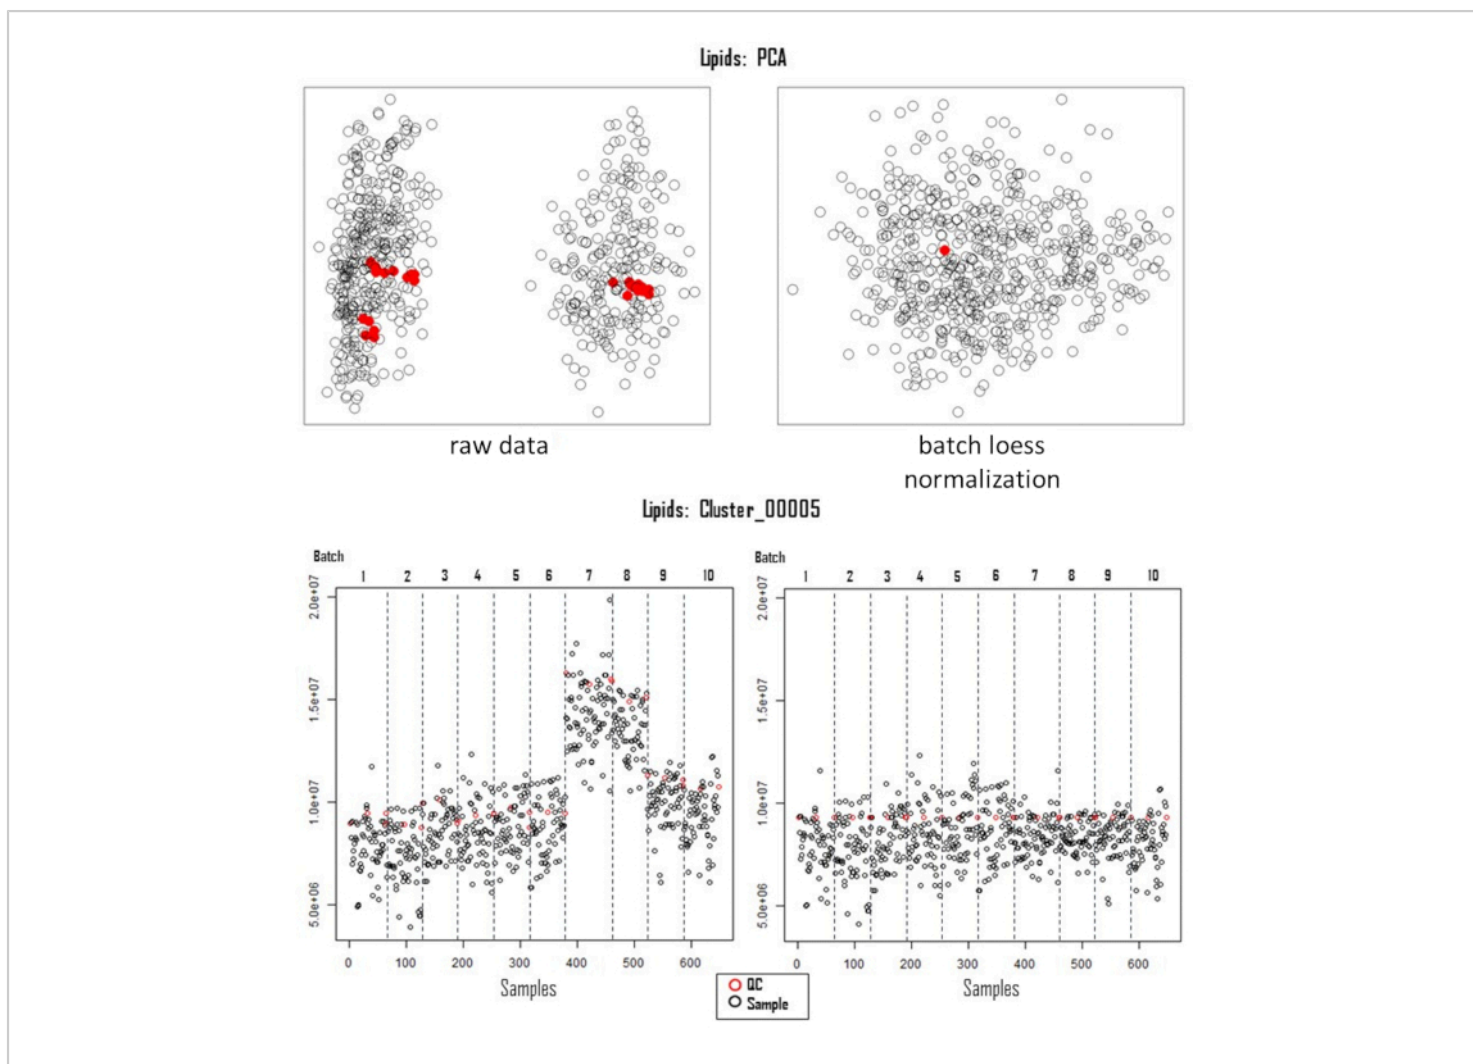 Lipids: PCA
raw data
batch loess
normalization
Lipids: Cluster_00005
Batch
1 2 3 4 5 6 7 8 9 10
2.0e+07
1.5e+07
1.0e+07
5.0e+06
0 100 200 300 400 500 600
Samples
Batch
1 2 3 4 5 6 7 8 9 10
2.0e+07
1.5e+07
1.0e+07
5.0e+06
0 100 200 300 400 500 600
Samples
QC
Sample